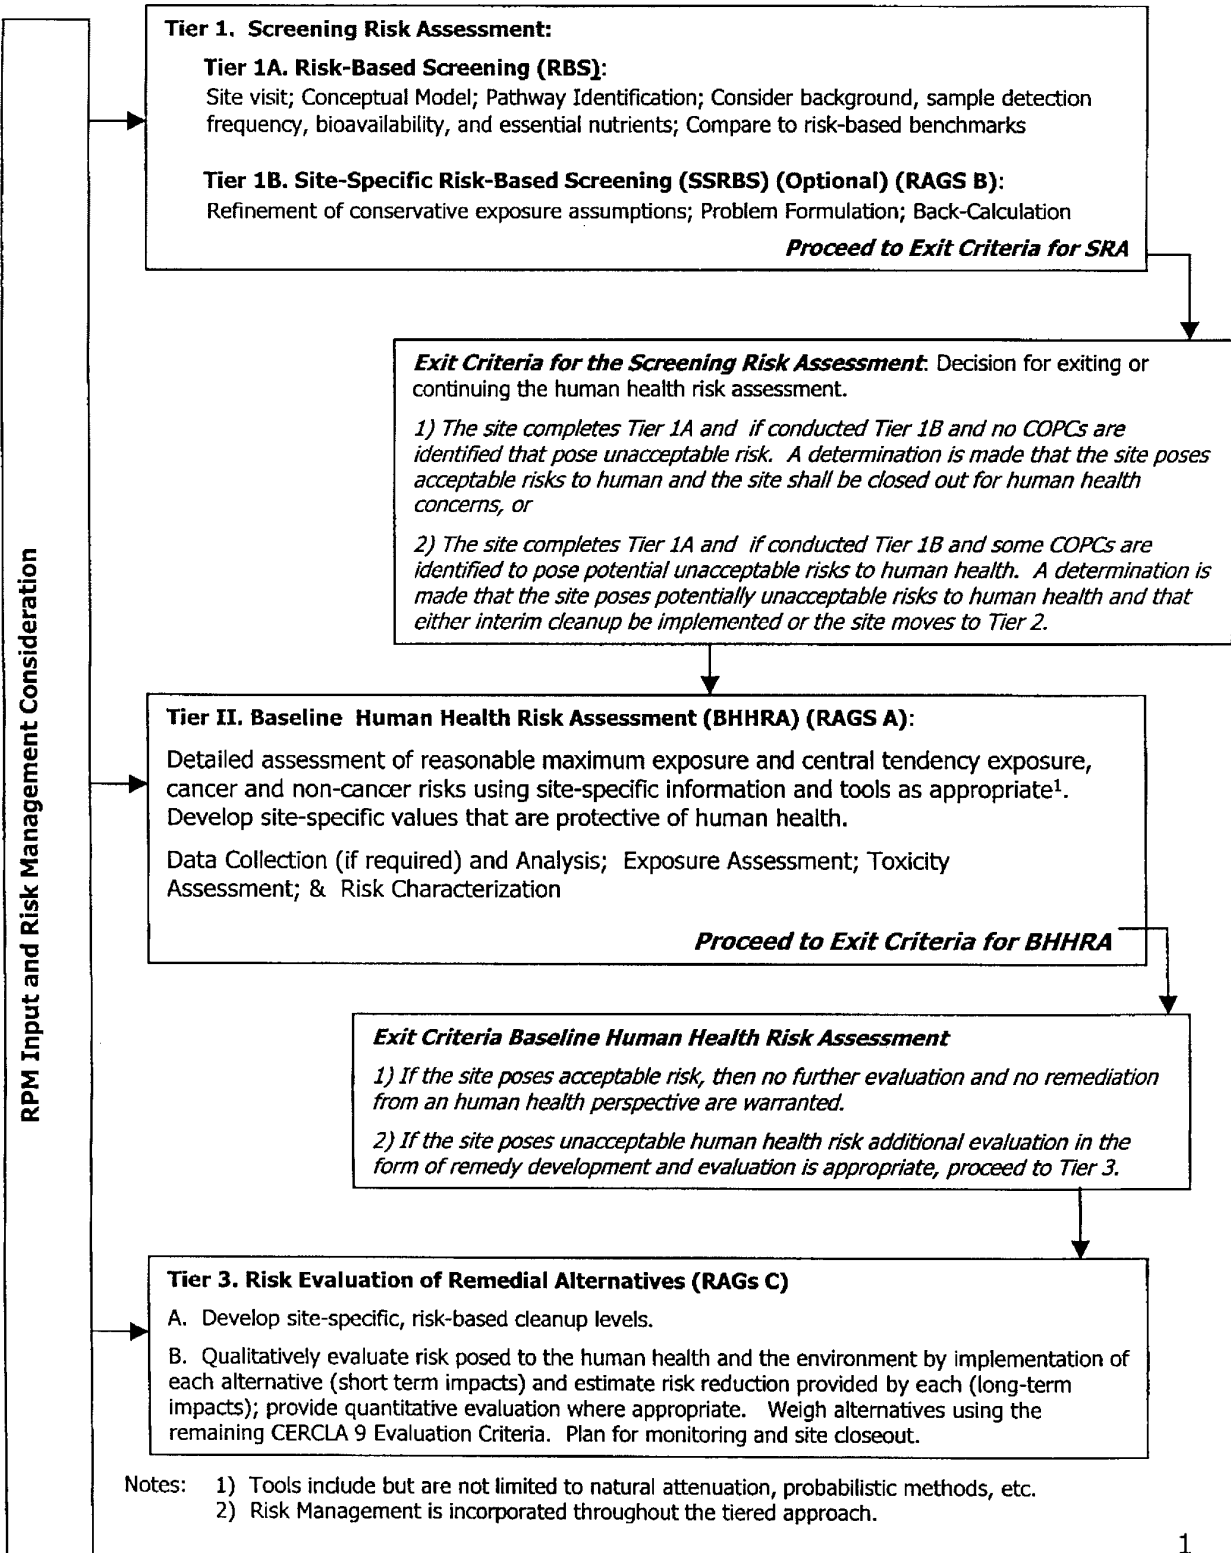 Tier 1. Screening Risk Assessment:
Tier 1A. Risk-Based Screening (RBS):
Site visit; Conceptual Model; Pathway Identification; Consider background, sample detection
frequency, bioavailability, and essential nutrients; Compare to risk-based benchmarks
Tier 1B. Site-Specific Risk-Based Screening (SSRBS) (Optional) (RAGS B):
Refinement of conservative exposure assumptions; Problem Formulation; Back-Calculation
Proceed to Exit Criteria for SRA
Exit Criteria for the Screening Risk Assessment. Decision for exiting or
continuing the human health risk assessment.
1) The site completes Tier 1A and if conducted Tier 1B and no COPCs are
identified that pose unacceptable risk. A determination is made that the site poses
acceptable risks to human and the site shall be closed out for human health
concerns, or
2) The site completes Tier 1A and if conducted Tier 1B and some COPCs are
identified to pose potential unacceptable risks to human health. A determination is
made that the site poses potentially unacceptable risks to human health and that
either interim cleanup be implemented or the site moves to Tier 2.
RPM Input and Risk Management Consideration
Tier II. Baseline Human Health Risk Assessment (BHHRA) (RAGS A):
Detailed assessment of reasonable maximum exposure and central tendency exposure,
cancer and non-cancer risks using site-specific information and tools as appropriate¹.
Develop site-specific values that are protective of human health.
Data Collection (if required) and Analysis; Exposure Assessment; Toxicity
Assessment; & Risk Characterization
Proceed to Exit Criteria for BHHRA
Exit Criteria Baseline Human Health Risk Assessment
1) If the site poses acceptable risk, then no further evaluation and no remediation
from an human health perspective are warranted.
2) If the site poses unacceptable human health risk additional evaluation in the
form of remedy development and evaluation is appropriate, proceed to Tier 3.
Tier 3. Risk Evaluation of Remedial Alternatives (RAGs C)
A. Develop site-specific, risk-based cleanup levels.
B. Qualitatively evaluate risk posed to the human health and the environment by implementation of
each alternative (short term impacts) and estimate risk reduction provided by each (long-term
impacts); provide quantitative evaluation where appropriate. Weigh alternatives using the
remaining CERCLA 9 Evaluation Criteria. Plan for monitoring and site closeout.
Notes: 1) Tools include but are not limited to natural attenuation, probabilistic methods, etc.
2) Risk Management is incorporated throughout the tiered approach.
1